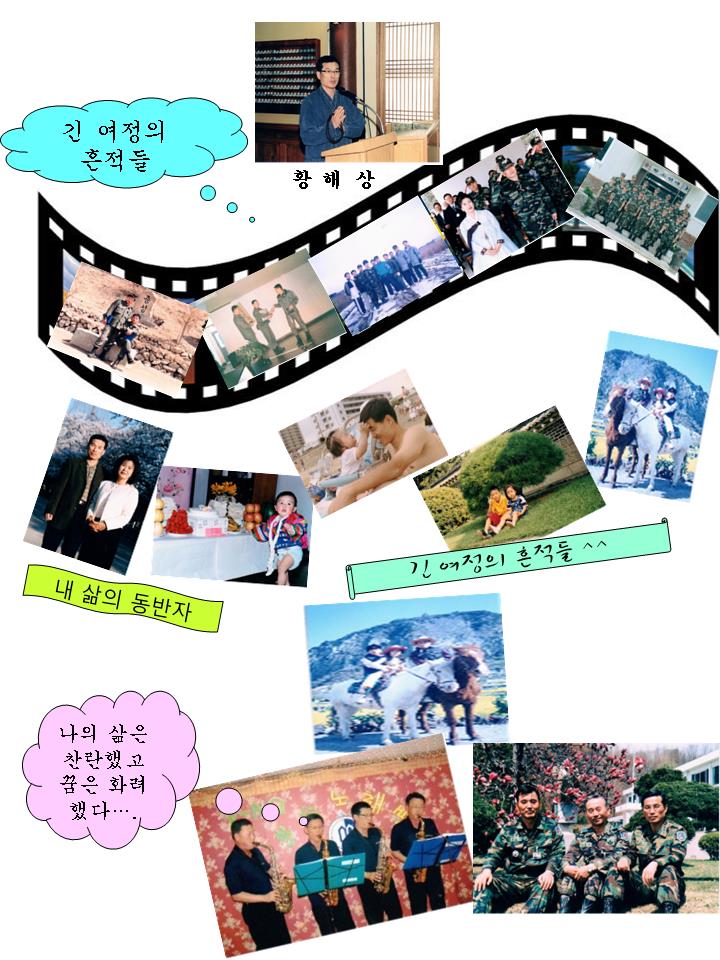 긴 여정의
흔적들
황 해 상
긴 여정의 흔적들 ^^
내 삶의 동반자
나의 삶은
찬란했고
꿈은 화려
했다….